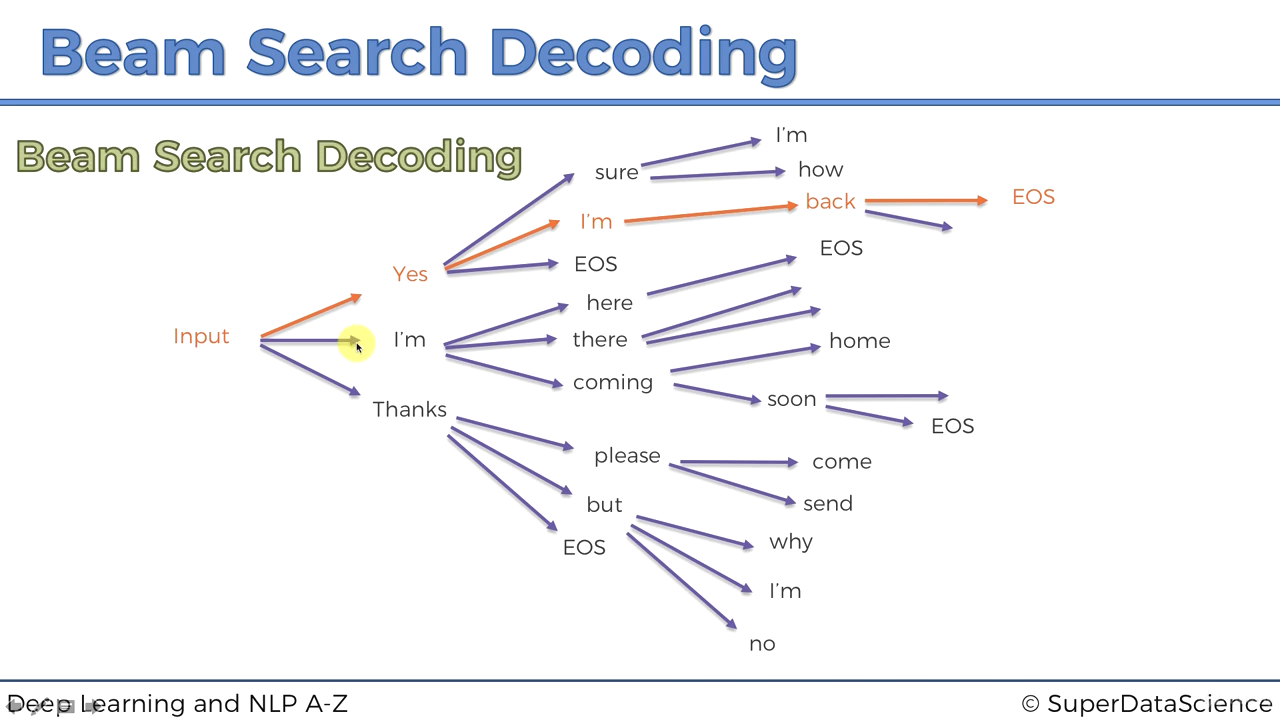 Beam Search Decoding
Beam Search Decoding
I'm
sure
how
back
EOS
I'm
EOS
Yes
EOS
here
Input
I'm
there
home
coming
soon
Thanks
EOS
please
come
but
send
EOS
why
I'm
no
Deep Learning and NLP A-Z
© SuperDataScience